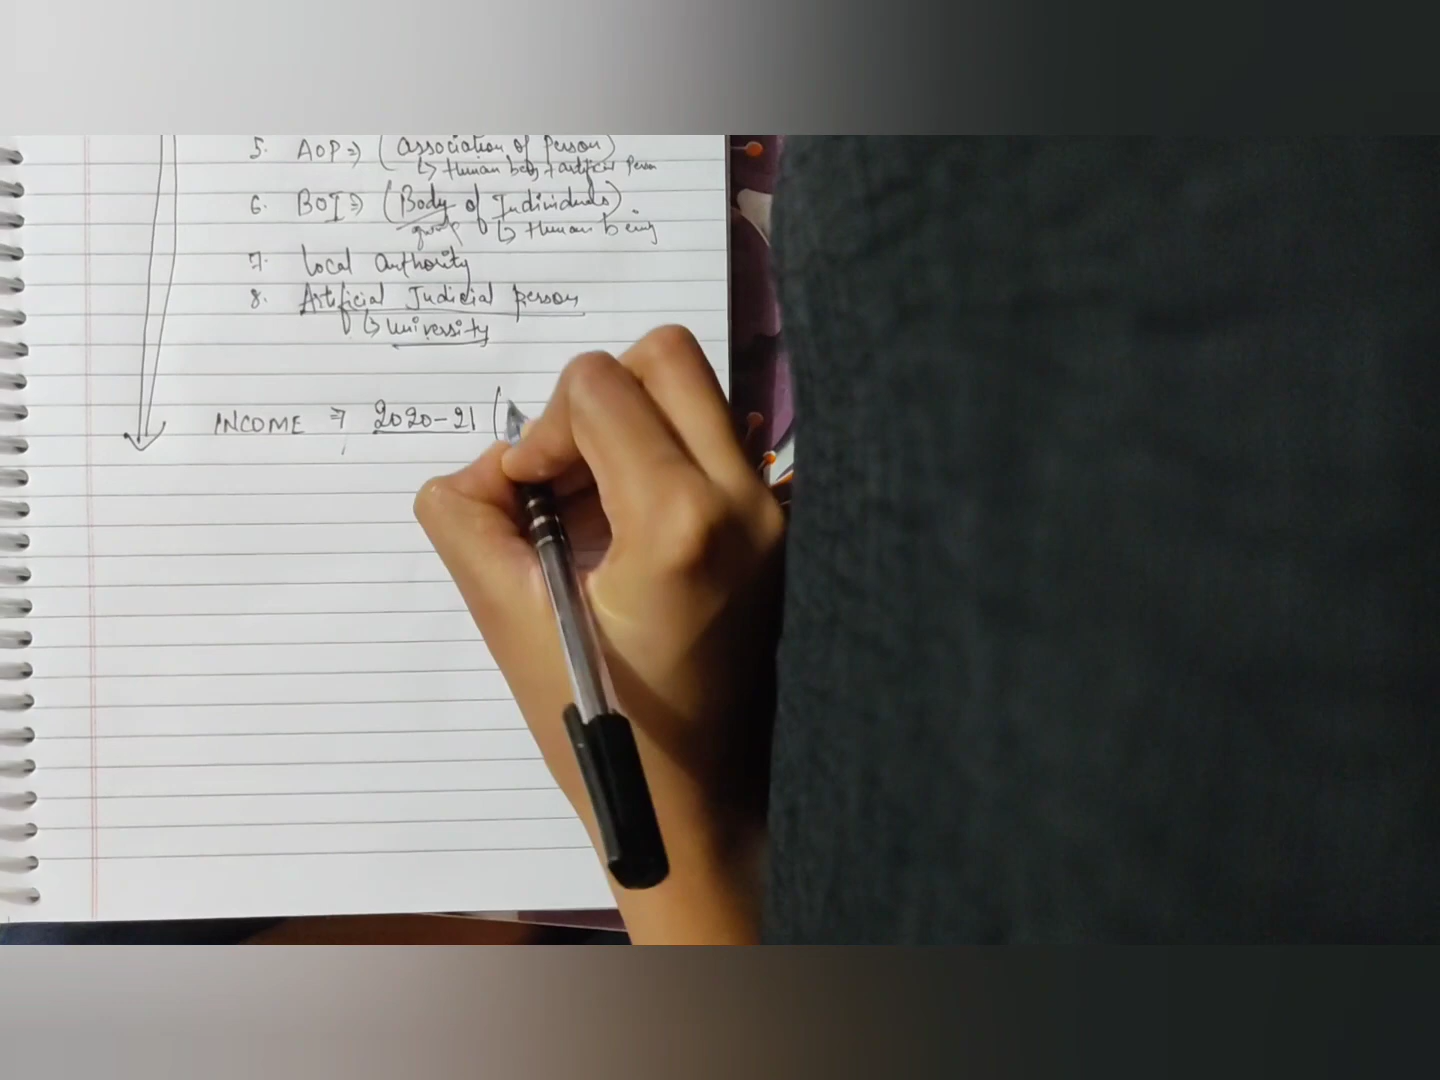 5. AOP => (Association of Person)
↳ Human being + artificial Person
6. BOI => (Body of Individuals)
group ↳ Human being
7. Local authority
8. Artificial Judicial person
↳ University
INCOME => 2020-21 (